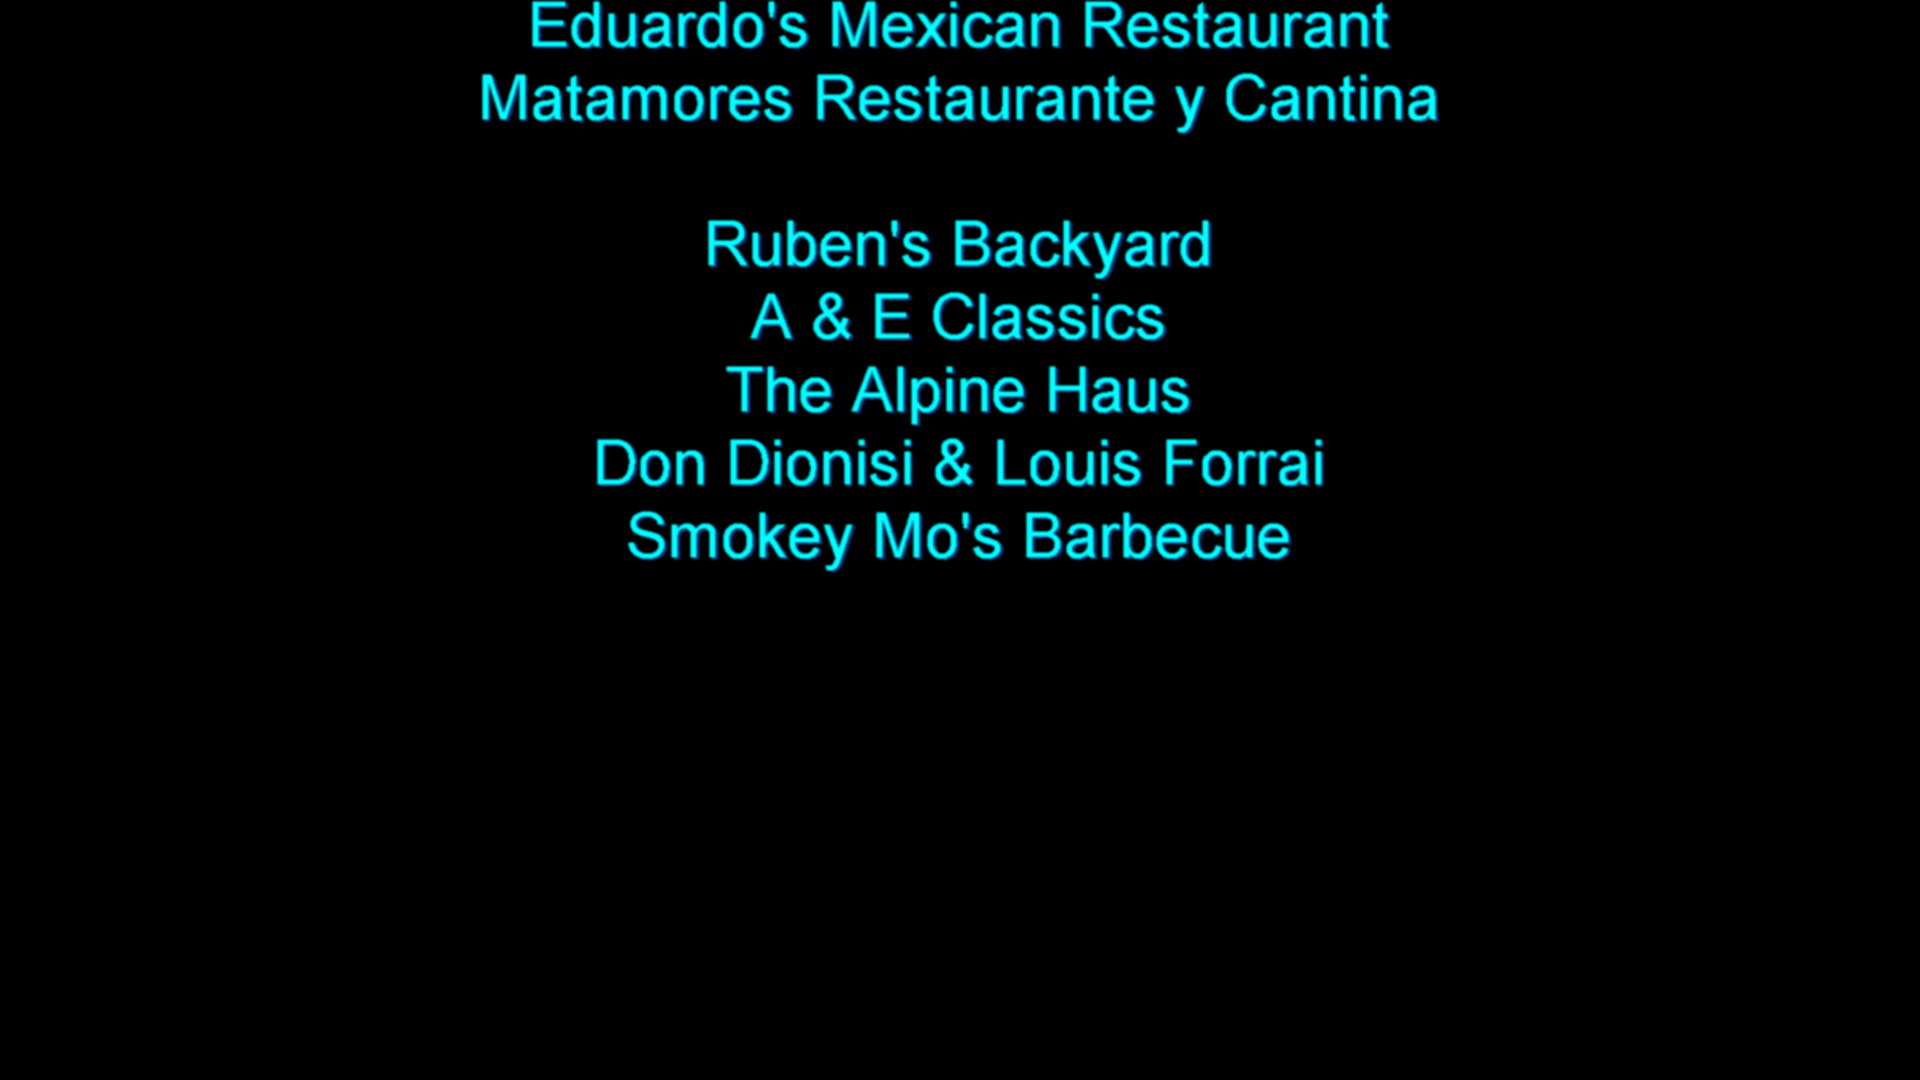 Eduardo's Mexican Restaurant
Matamores Restaurante y Cantina
Ruben's Backyard
A & E Classics
The Alpine Haus
Don Dionisi & Louis Forrai
Smokey Mo's Barbecue